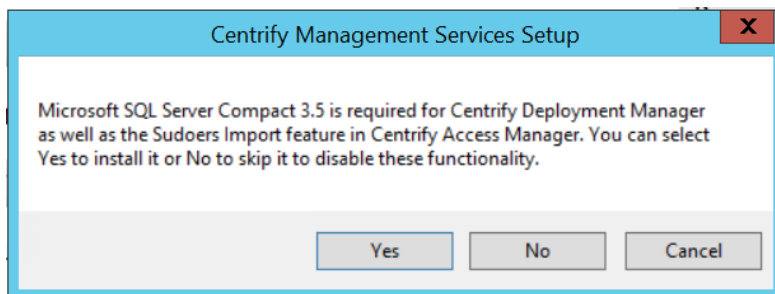 Centrify Management Services Setup
X
Microsoft SQL Server Compact 3.5 is required for Centrify Deployment Manager
as well as the Sudoers Import feature in Centrify Access Manager. You can select
Yes to install it or No to skip it to disable these functionality.
Yes No Cancel